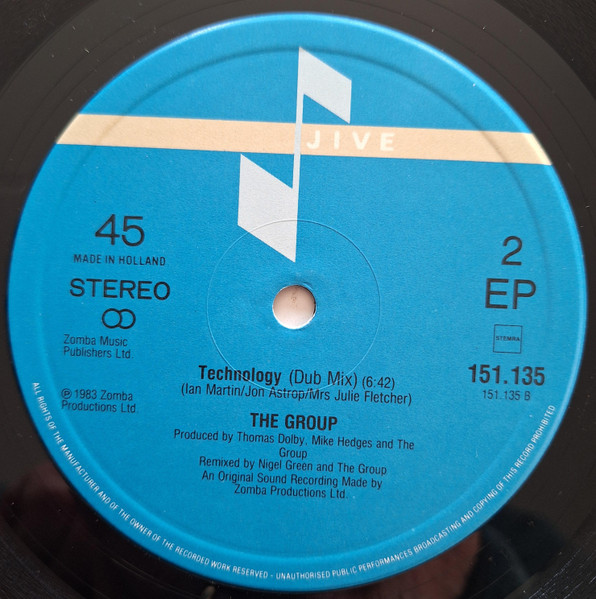 JIVE
45
MADE IN HOLLAND
STEREO
Zomba Music
Publishers Ltd.
℗ 1983 Zomba
Productions Ltd.
2
EP
STEMRA
151.135
151.135 B
Technology (Dub Mix) (6:42)
(Ian Martin/Jon Astrop/Mrs Julie Fletcher)
THE GROUP
Produced by Thomas Dolby, Mike Hedges and The
Group
Remixed by Nigel Green and The Group
An Original Sound Recording Made by
Zomba Productions Ltd.
ALL RIGHTS OF THE MANUFACTURER AND OF THE OWNER OF THE RECORDED WORK RESERVED - UNAUTHORISED PUBLIC PERFORMANCES BROADCASTING AND COPYING OF THIS RECORD PROHIBITED